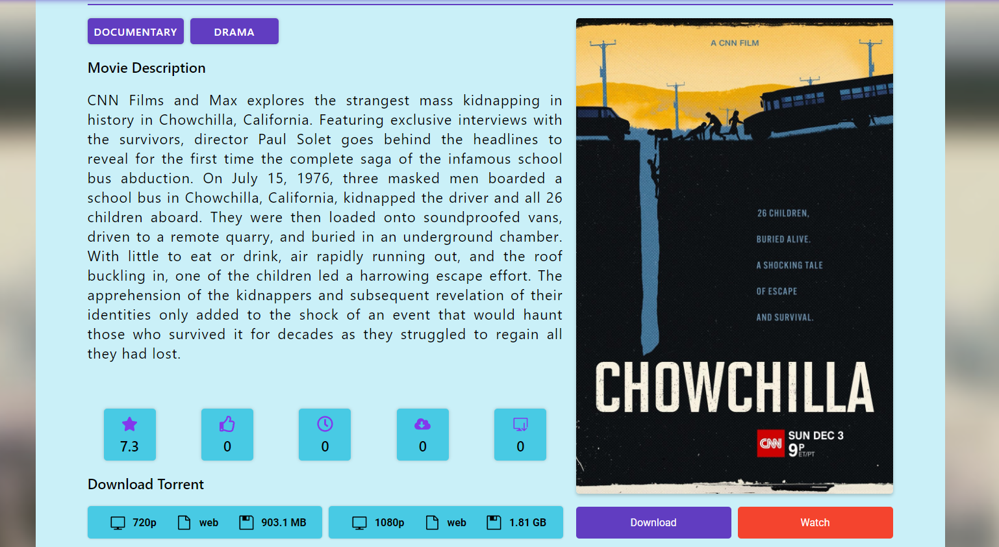 DOCUMENTARY
DRAMA
Movie Description
CNN Films and Max explores the strangest mass kidnapping in
history in Chowchilla, California. Featuring exclusive interviews with
the survivors, director Paul Solet goes behind the headlines to
reveal for the first time the complete saga of the infamous school
bus abduction. On July 15, 1976, three masked men boarded a
school bus in Chowchilla, California, kidnapped the driver and all 26
children aboard. They were then loaded onto soundproofed vans,
driven to a remote quarry, and buried in an underground chamber.
With little to eat or drink, air rapidly running out, and the roof
buckling in, one of the children led a harrowing escape effort. The
apprehension of the kidnappers and subsequent revelation of their
identities only added to the shock of an event that would haunt
those who survived it for decades as they struggled to regain all
they had lost.
7.3
0
0
0
0
Download Torrent
720p web 903.1 MB
1080p web 1.81 GB
A CNN FILM
26 CHILDREN,
BURIED ALIVE.
A SHOCKING TALE
OF ESCAPE
AND SURVIVAL.
CHOWCHILLA
CNN
SUN DEC 3
9P ET/PT
Download
Watch